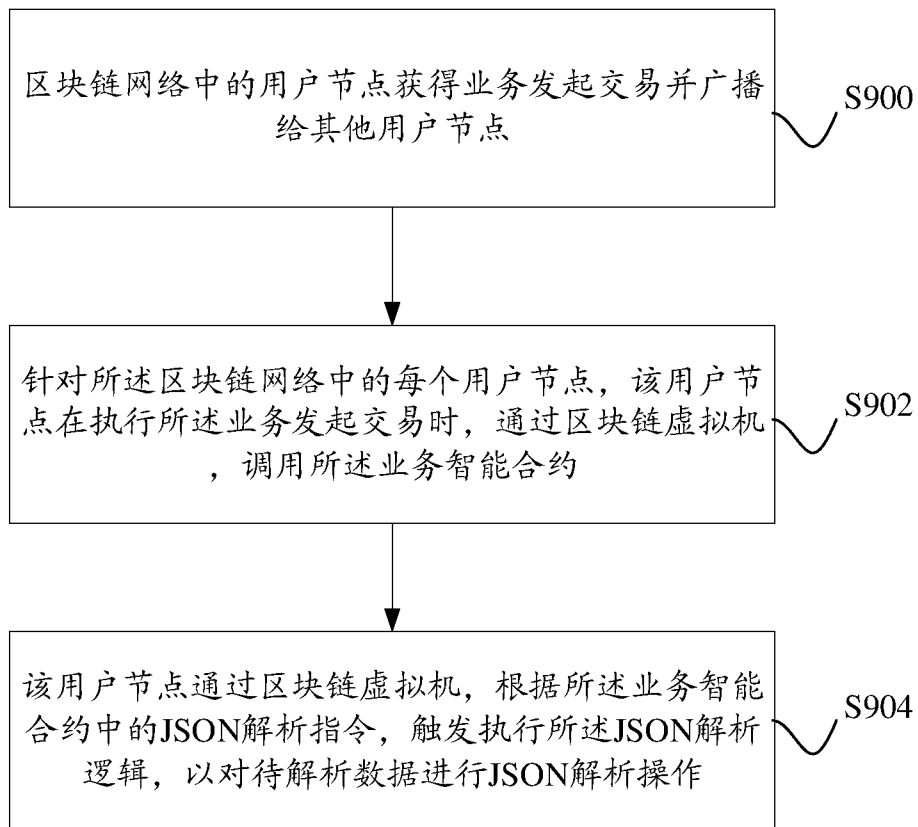 区块链网络中的用户节点获得业务发起交易并广播
给其他用户节点
S900
针对所述区块链网络中的每个用户节点，该用户节
点在执行所述业务发起交易时，通过区块链虚拟机
，调用所述业务智能合约
S902
该用户节点通过区块链虚拟机，根据所述业务智能
合约中的JSON解析指令，触发执行所述JSON解析
逻辑，以对待解析数据进行JSON解析操作
S904